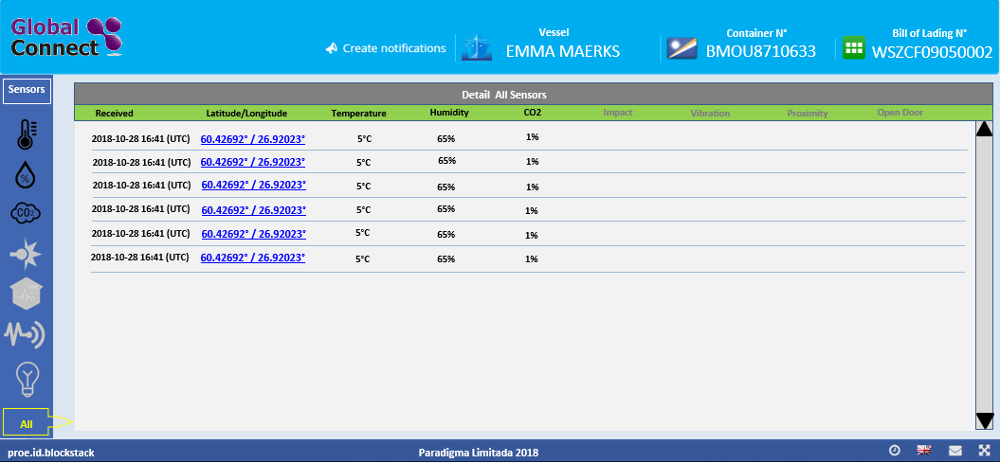 Global
Connect
Create notifications
Vessel
EMMA MAERKS
Container N°
BMOU8710633
Bill of Lading N°
WSZCF09050002
Sensors
%
CO2
All
Detail All Sensors
Received Latitude/Longitude Temperature Humidity CO2 Impact Vibration Proximity Open Door
2018-10-28 16:41 (UTC) 60.42692° / 26.92023° 5°C 65% 1%
2018-10-28 16:41 (UTC) 60.42692° / 26.92023° 5°C 65% 1%
2018-10-28 16:41 (UTC) 60.42692° / 26.92023° 5°C 65% 1%
2018-10-28 16:41 (UTC) 60.42692° / 26.92023° 5°C 65% 1%
2018-10-28 16:41 (UTC) 60.42692° / 26.92023° 5°C 65% 1%
2018-10-28 16:41 (UTC) 60.42692° / 26.92023° 5°C 65% 1%
proe.id.blockstack
Paradigma Limitada 2018